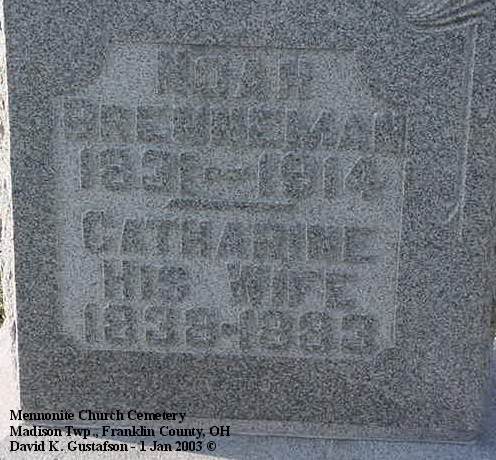 NOAH
BRENNEMAN
1831–1914
CATHARINE
HIS WIFE
1838-1883
Mennonite Church Cemetery
Madison Twp., Franklin County, OH
David K. Gustafson - 1 Jan 2003 ©